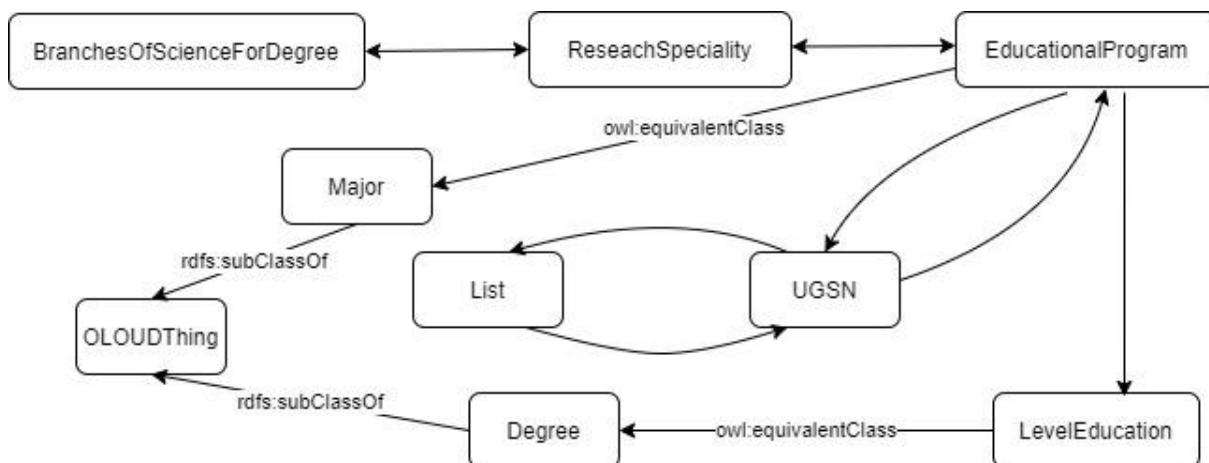 BranchesOfScienceForDegree
ReseachSpeciality
EducationalProgram
owl:equivalentClass
Major
rdfs:subClassOf
List
UGSN
OLOUDThing
rdfs:subClassOf
Degree
owl:equivalentClass
LevelEducation